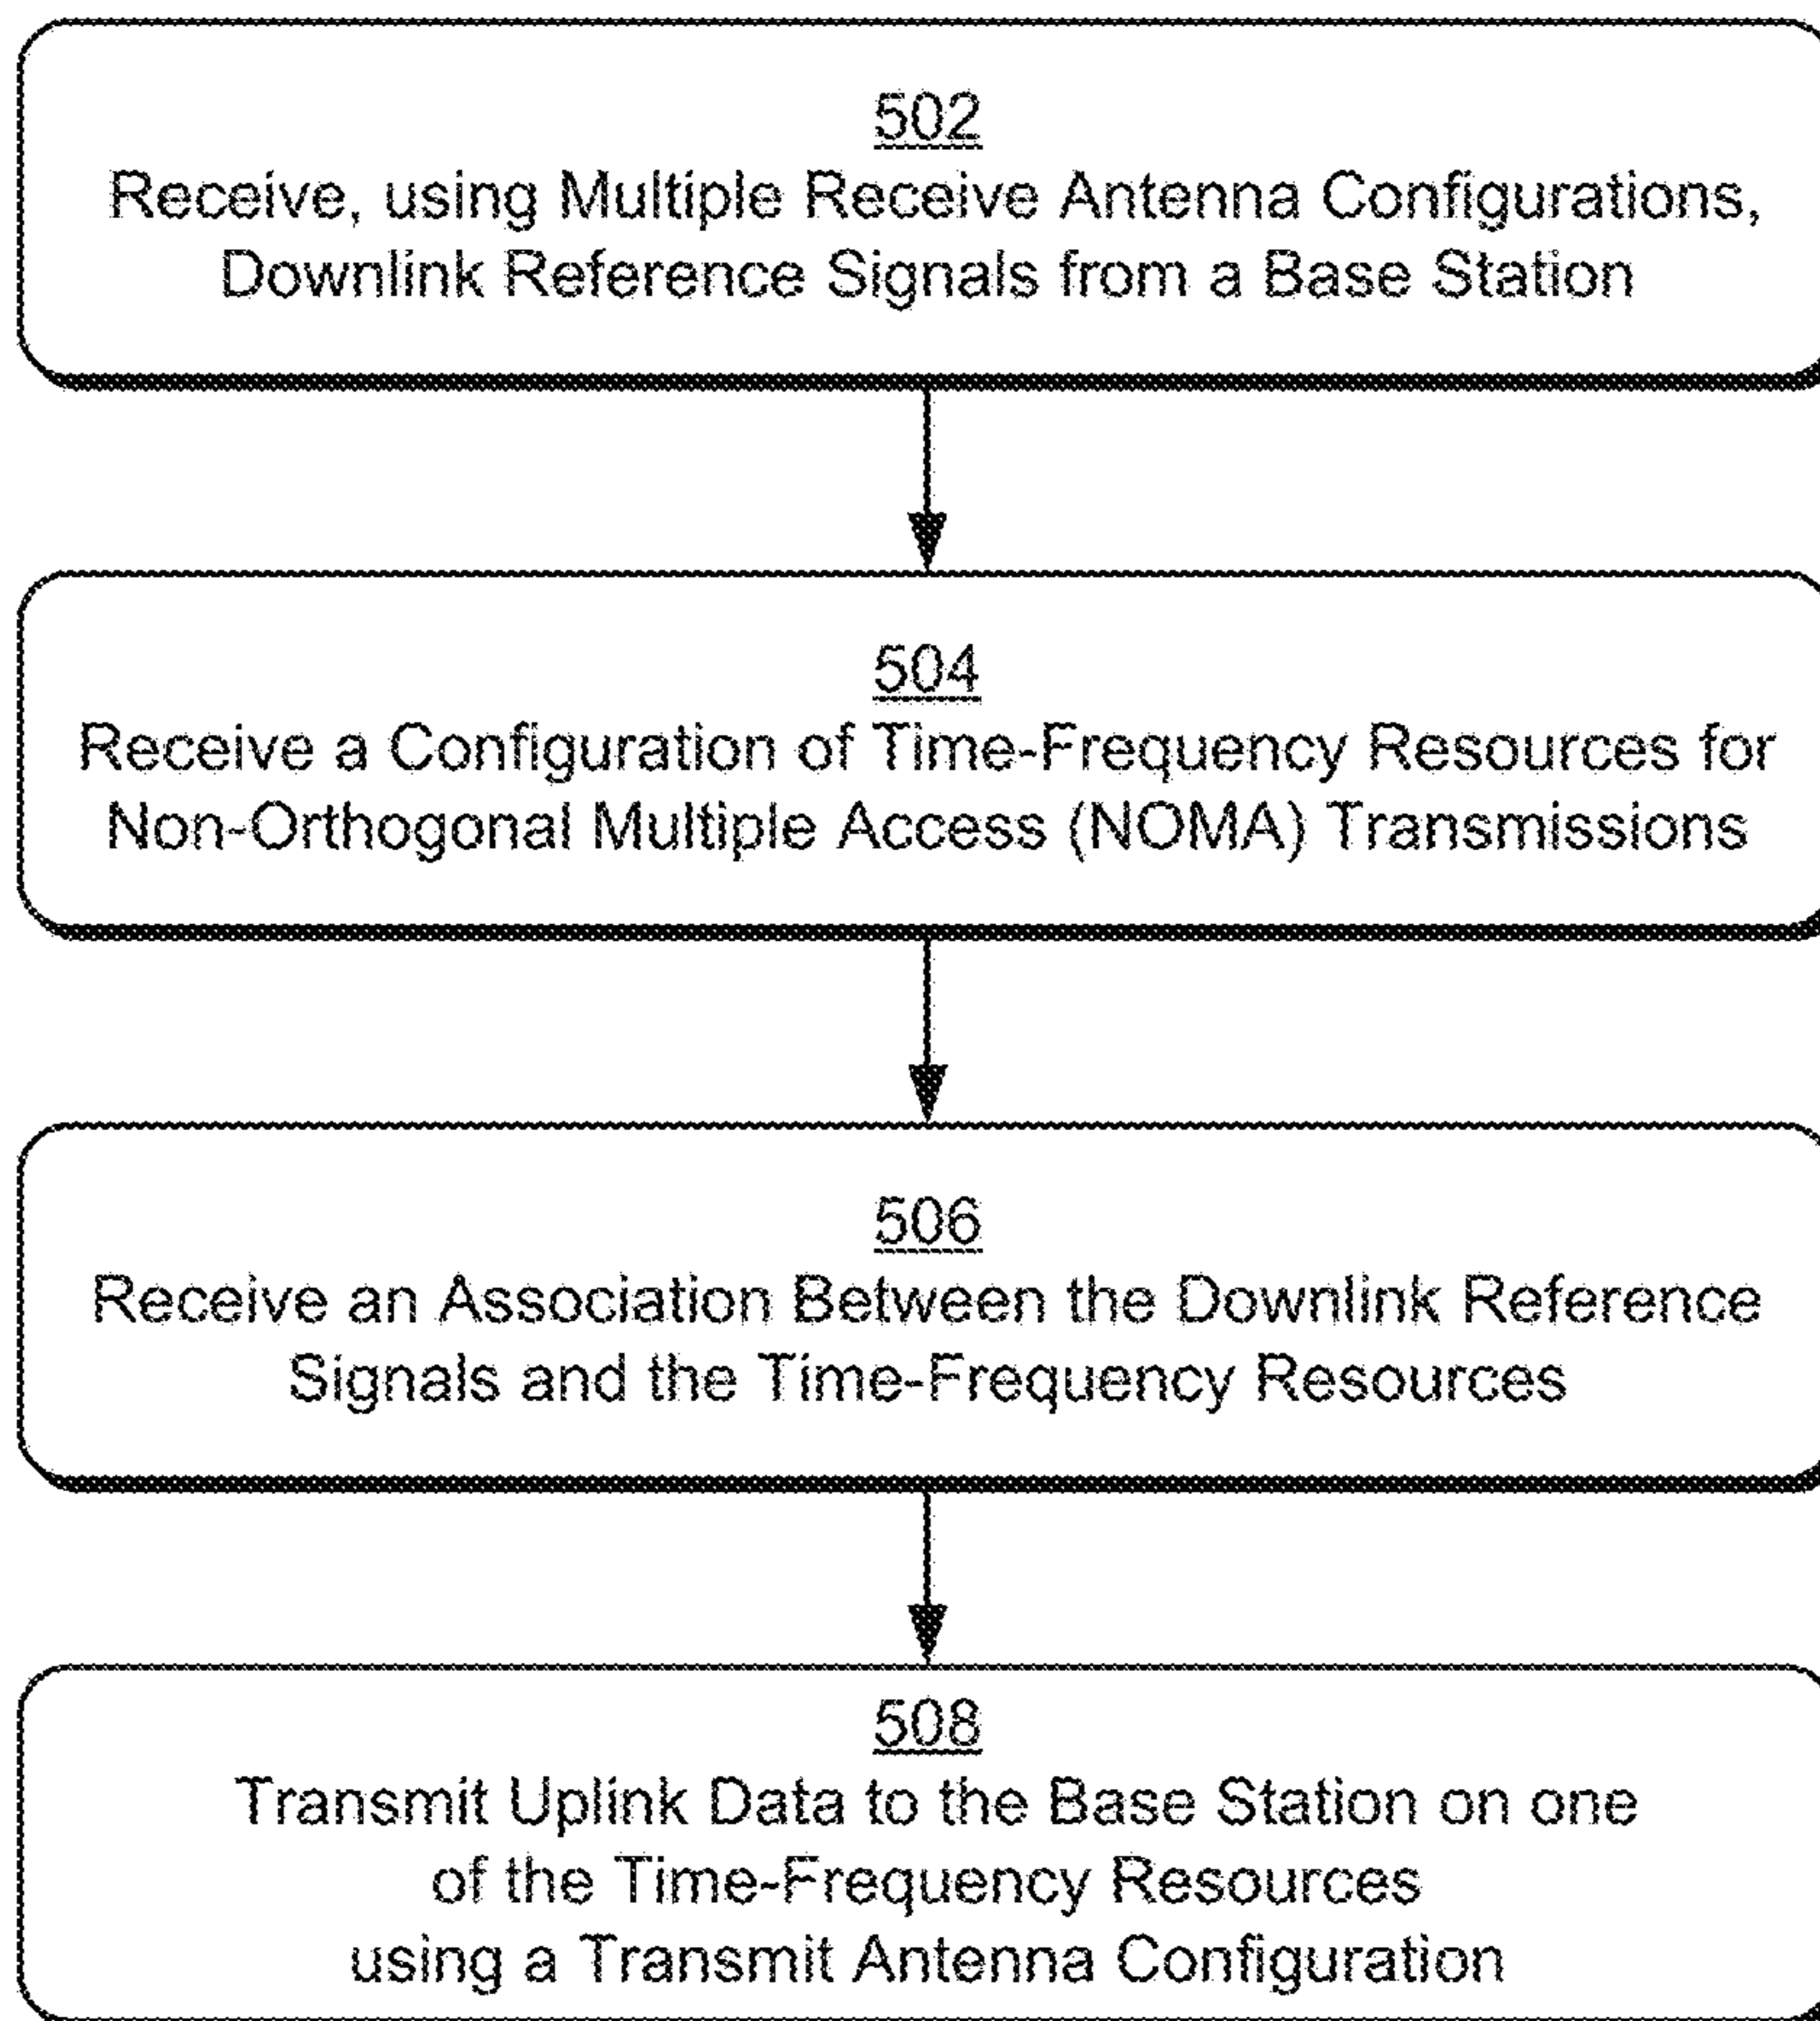 502
Receive, using Multiple Receive Antenna Configurations,
Downlink Reference Signals from a Base Station
504
Receive a Configuration of Time-Frequency Resources for
Non-Orthogonal Multiple Access (NOMA) Transmissions
506
Receive an Association Between the Downlink Reference
Signals and the Time-Frequency Resources
508
Transmit Uplink Data to the Base Station on one
of the Time-Frequency Resources
using a Transmit Antenna Configuration